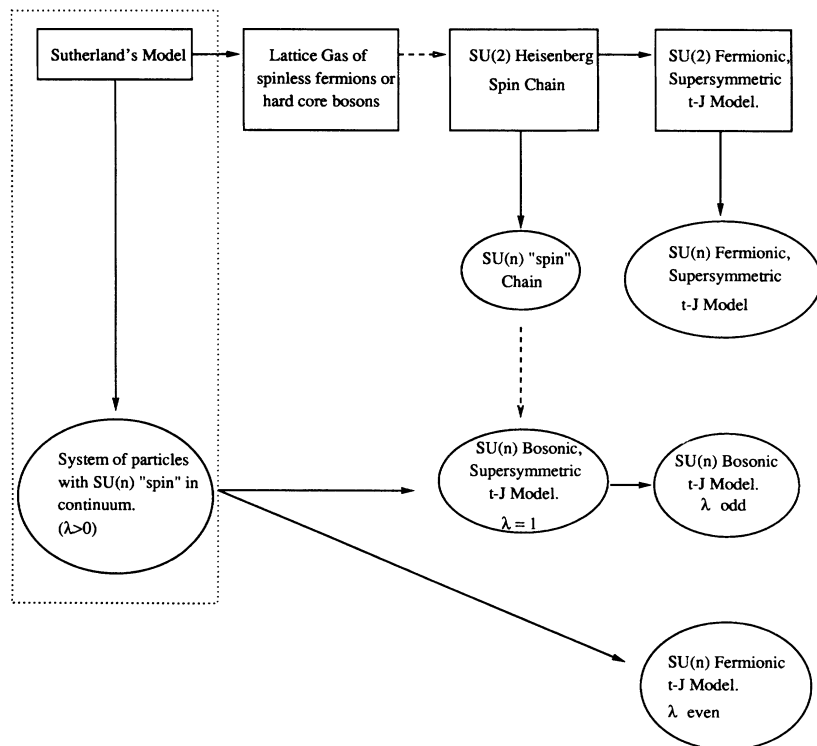 Sutherland's Model
Lattice Gas of
spinless fermions or
hard core bosons
SU(2) Heisenberg
Spin Chain
SU(2) Fermionic,
Supersymmetric
t-J Model.
SU(n) "spin"
Chain
SU(n) Fermionic,
Supersymmetric
t-J Model
System of particles
with SU(n) "spin" in
continuum.
(λ>0)
SU(n) Bosonic,
Supersymmetric
t-J Model.
λ = 1
SU(n) Bosonic
t-J Model.
λ odd
SU(n) Fermionic
t-J Model.
λ even